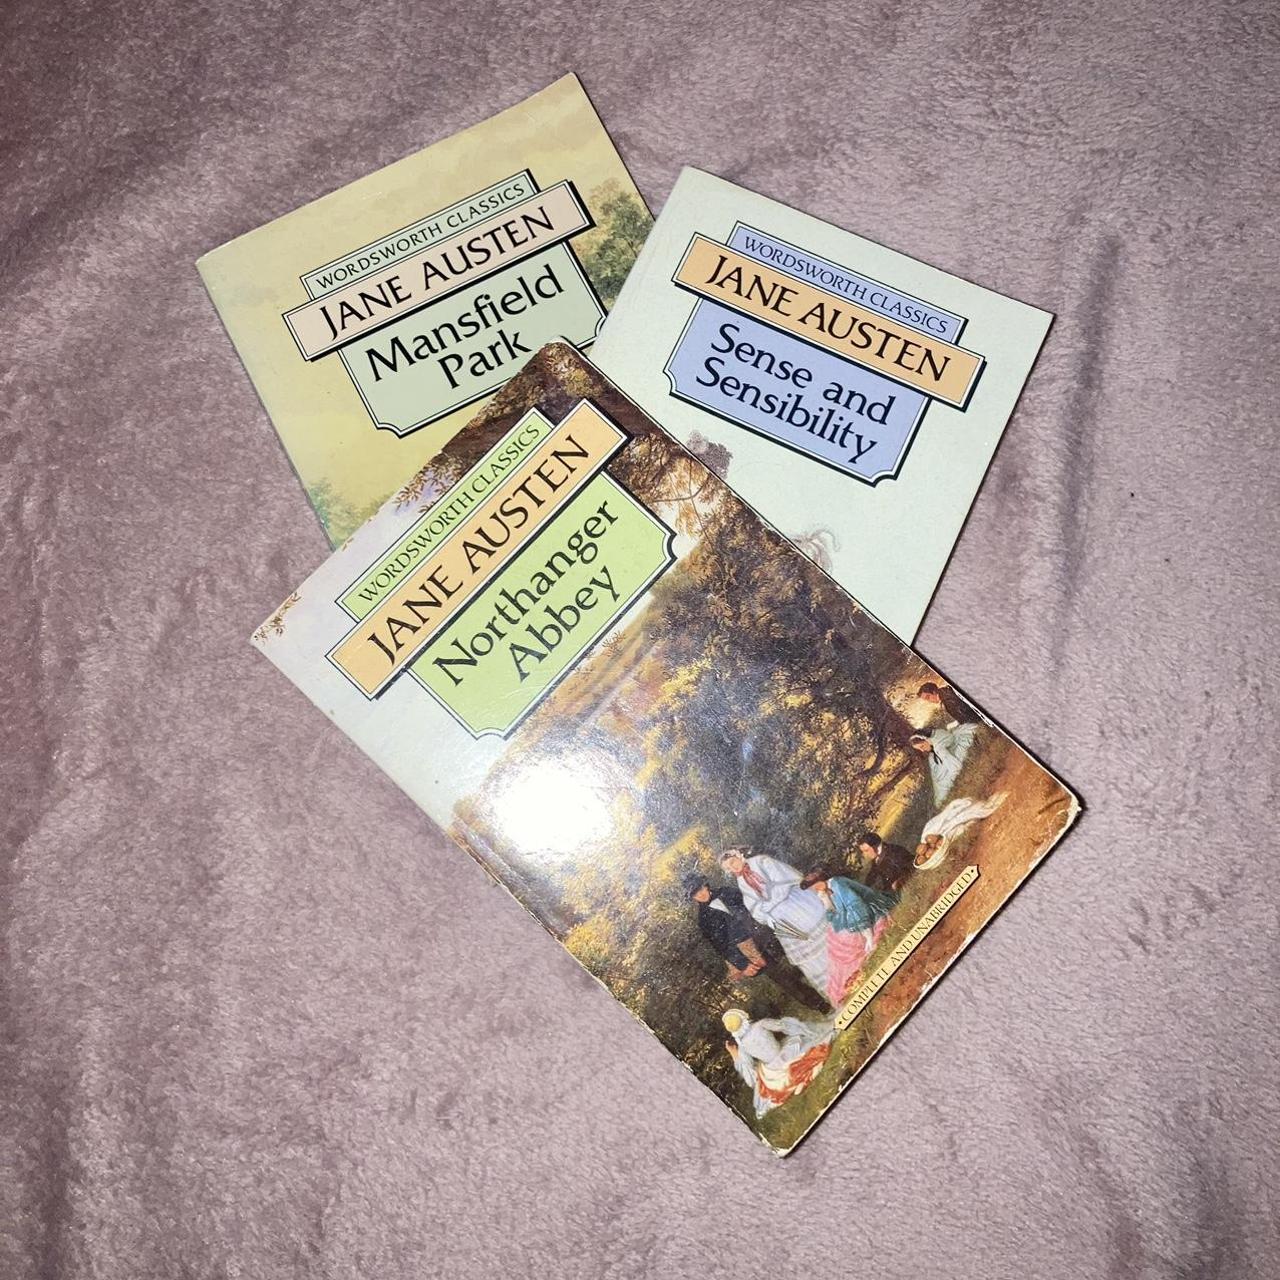 WORDSWORTH CLASSICS
JANE AUSTEN
Mansfield
Park
WORDSWORTH CLASSICS
JANE AUSTEN
Sense and
Sensibility
WORDSWORTH CLASSICS
JANE AUSTEN
Northanger
Abbey
•COMPLETE AND UNABRIDGED•